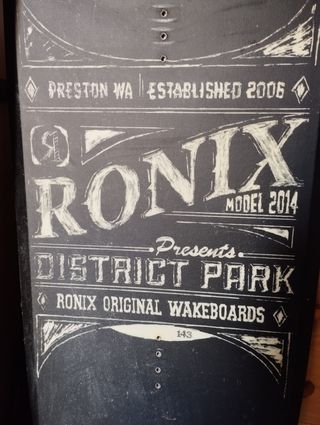 PRESTON WA | ESTABLISHED 2006
R
RONIX
MODEL 2014
Presents
DISTRICT PARK
RONIX ORIGINAL WAKEBOARDS
143